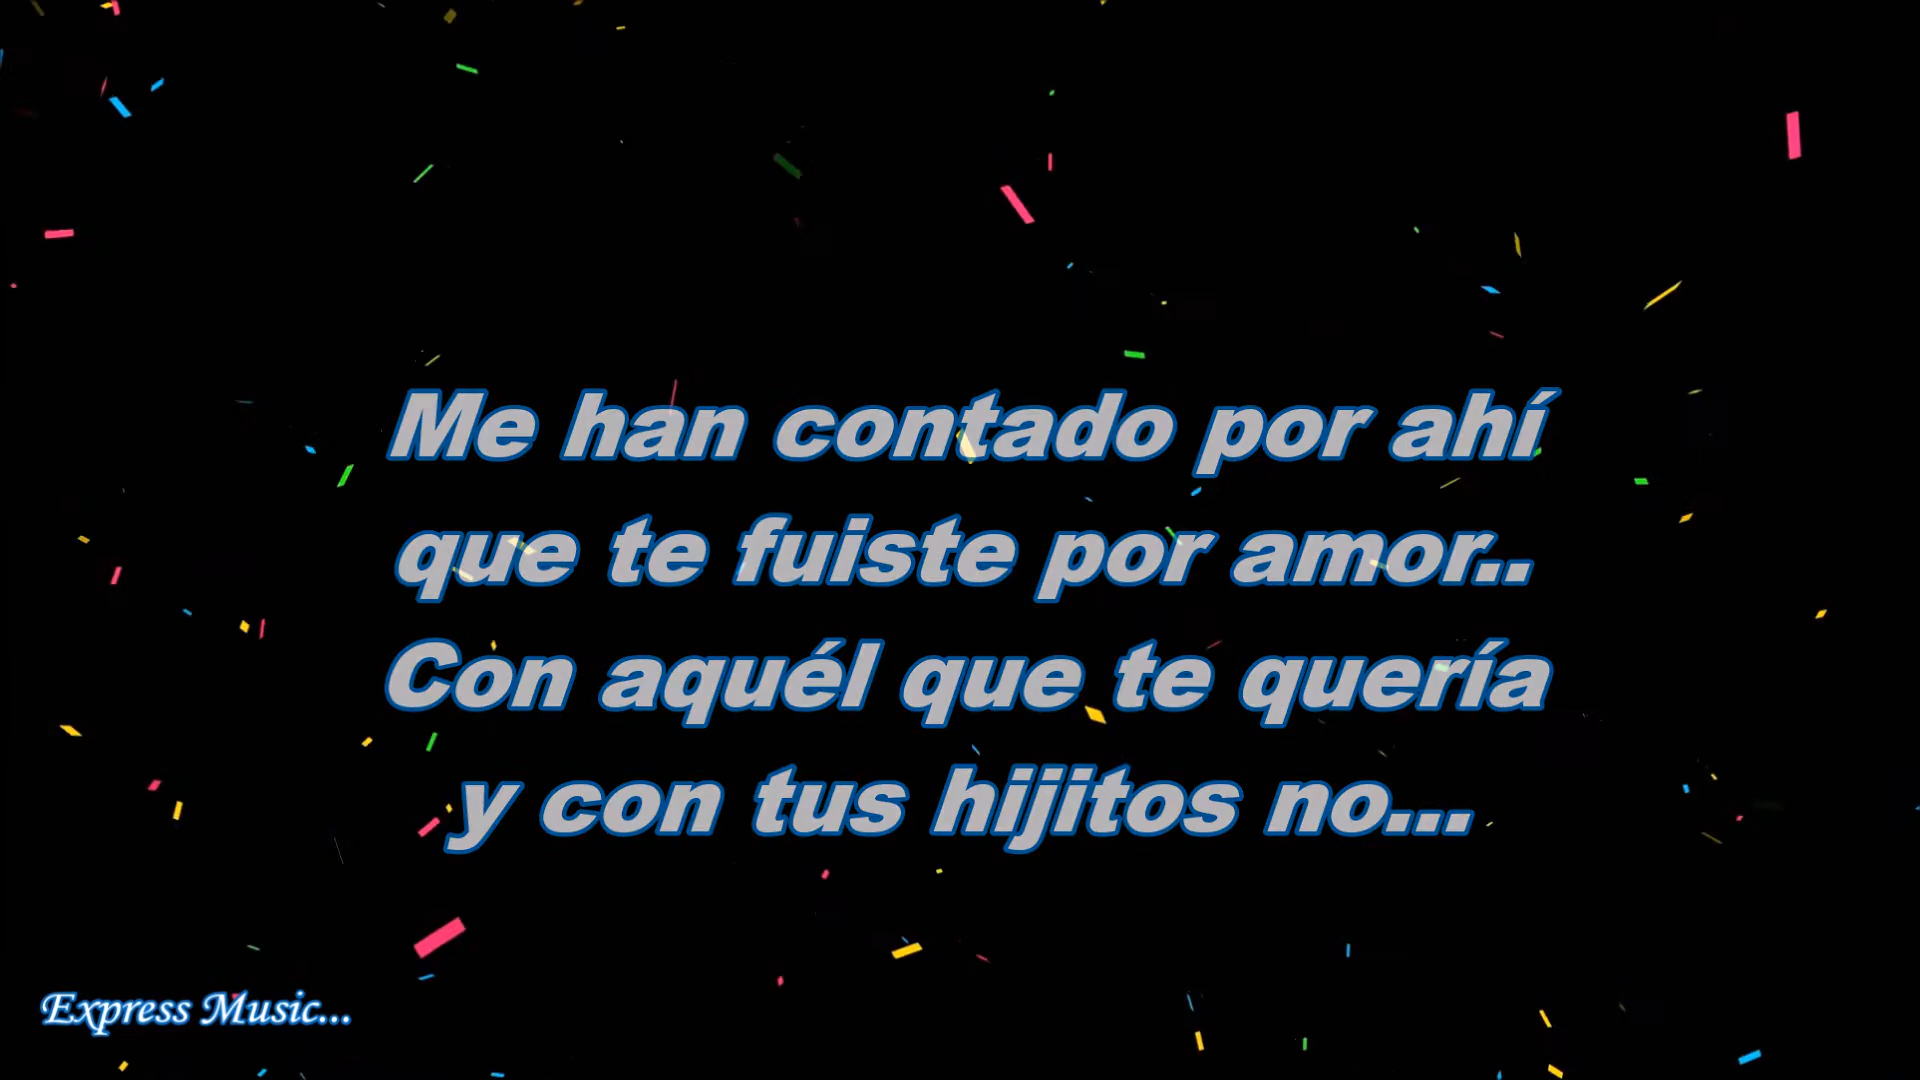 Me han contado por ahí
que te fuiste por amor..
Con aquél que te quería
y con tus hijitos no...
Express Music...